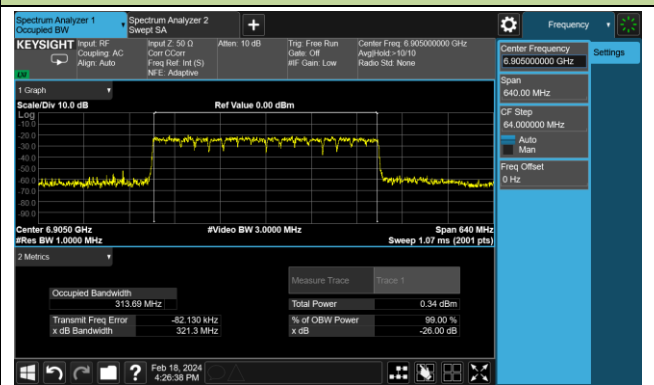 Spectrum Analyzer 1
Occupied BW
Spectrum Analyzer 2
Swept SA
+
Frequency
KEYSIGHT
Input: RF
Coupling: AC
Align: Auto
Input Z: 50 Ω
Corr CCorr
Freq Ref: Int (S)
NFE: Adaptive
Atten: 10 dB
Trig: Free Run
Gate: Off
#IF Gain: Low
Center Freq: 6.905000000 GHz
Avg|Hold:>10/10
Radio Std: None
Center Frequency
6.905000000 GHz
Settings
Span
640.00 MHz
CF Step
64.000000 MHz
Auto
Man
Freq Offset
0 Hz
1 Graph
Scale/Div 10.0 dB
Ref Value 0.00 dBm
Log
-10.0
-20.0
-30.0
-40.0
-50.0
-60.0
-70.0
-80.0
-90.0
Center 6.9050 GHz
#Video BW 3.0000 MHz
Span 640 MHz
#Res BW 1.0000 MHz
Sweep 1.07 ms (2001 pts)
2 Metrics
Measure Trace
Trace 1
Occupied Bandwidth
313.69 MHz
Total Power
0.34 dBm
Transmit Freq Error
-82.130 kHz
% of OBW Power
99.00 %
x dB Bandwidth
321.3 MHz
x dB
-26.00 dB
?
Feb 18, 2024
4:26:38 PM